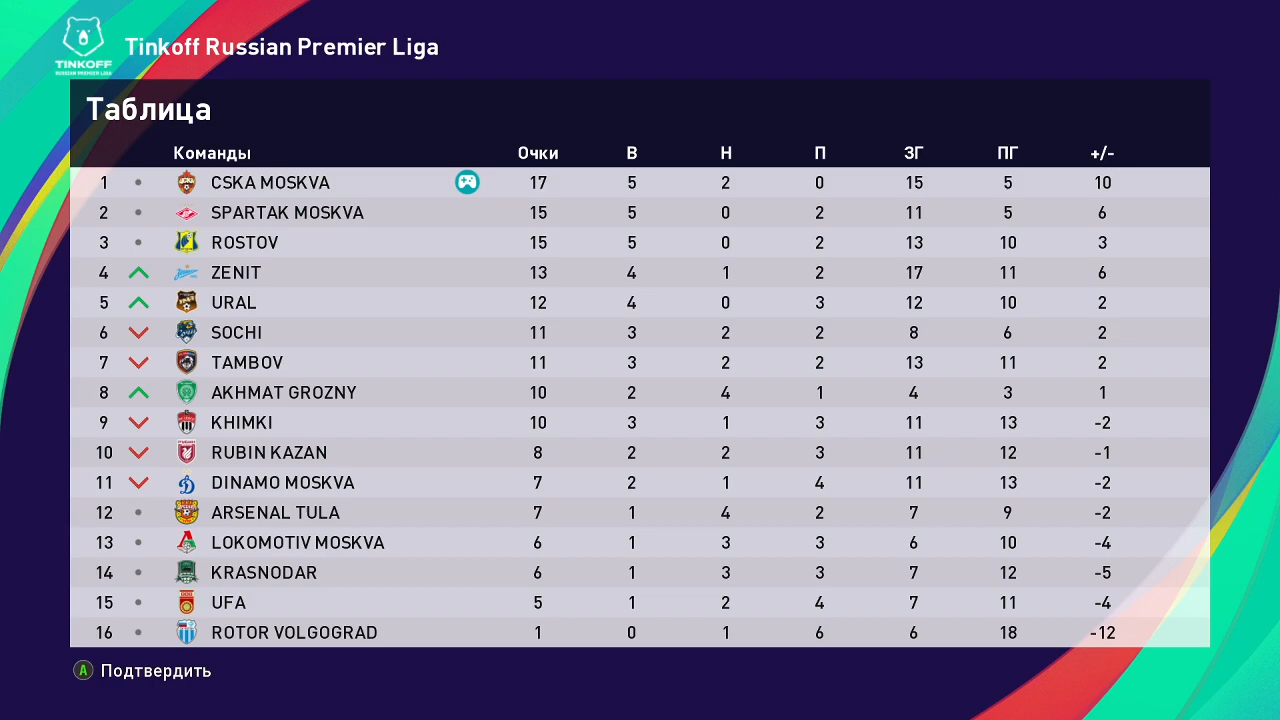 Tinkoff Russian Premier Liga
TINKOFF
RUSSIAN PREMIER LIGA
Таблица
Команды Очки В Н П ЗГ ПГ +/-
1 CSKA MOSKVA 17 5 2 0 15 5 10
2 SPARTAK MOSKVA 15 5 0 2 11 5 6
3 ROSTOV 15 5 0 2 13 10 3
4 ZENIT 13 4 1 2 17 11 6
5 URAL 12 4 0 3 12 10 2
6 SOCHI 11 3 2 2 8 6 2
7 TAMBOV 11 3 2 2 13 11 2
8 AKHMAT GROZNY 10 2 4 1 4 3 1
9 KHIMKI 10 3 1 3 11 13 -2
10 RUBIN KAZAN 8 2 2 3 11 12 -1
11 DINAMO MOSKVA 7 2 1 4 11 13 -2
12 ARSENAL TULA 7 1 4 2 7 9 -2
13 LOKOMOTIV MOSKVA 6 1 3 3 6 10 -4
14 KRASNODAR 6 1 3 3 7 12 -5
15 UFA 5 1 2 4 7 11 -4
16 ROTOR VOLGOGRAD 1 0 1 6 6 18 -12
A Подтвердить